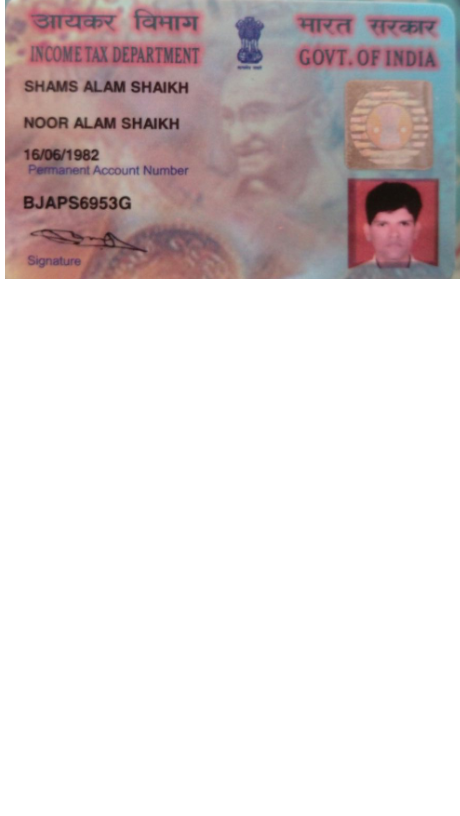 आयकर विभाग
भारत सरकार
INCOME TAX DEPARTMENT
GOVT. OF INDIA
SHAMS ALAM SHAIKH
NOOR ALAM SHAIKH
16/06/1982
Permanent Account Number
BJAPS6953G
Signature